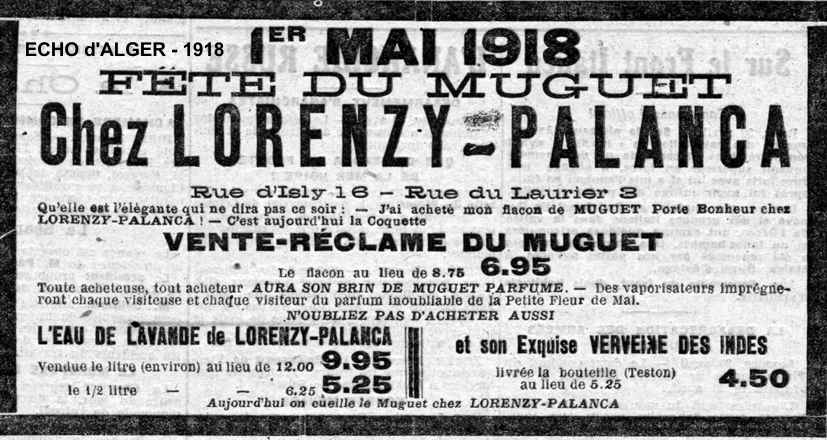 ECHO d'ALGER - 1918
1ER MAI 1918
FÊTE DU MUGUET
Chez LORENZY-PALANCA
Rue d'Isly 16 - Rue du Laurier 3
Qu'elle est l'élégante qui ne dira pas ce soir : — J'ai acheté mon flacon de MUGUET Porte Bonheur chez
LORENZY-PALANCA ! — C'est aujourd'hui la Coquette
VENTE-RÉCLAME DU MUGUET
Le flacon au lieu de 8.75 6.95
Toute acheteuse, tout acheteur AURA SON BRIN DE MUGUET PARFUME. — Des vaporisateurs imprégne-
ront chaque visiteuse et chaque visiteur du parfum inoubliable de la Petite Fleur de Mai.
N'OUBLIEZ PAS D'ACHETER AUSSI
L'EAU DE LAVANDE de LORENZY-PALANCA
Vendue le litre (environ) au lieu de 12.00 9.95
le 1/2 litre — — 6.25 5.25
et son Exquise VERVEINE DES INDES
livrée la bouteille (Teston)
au lieu de 5.25 4.50
Aujourd'hui on cueille le Muguet chez LORENZY-PALANCA